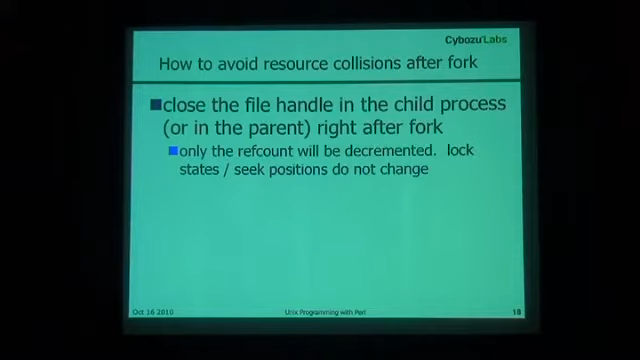 Cybozu Labs
How to avoid resource collisions after fork
close the file handle in the child process
(or in the parent) right after fork
only the refcount will be decremented. lock
states / seek positions do not change
Oct 16 2010
Unix Programming with Perl
18